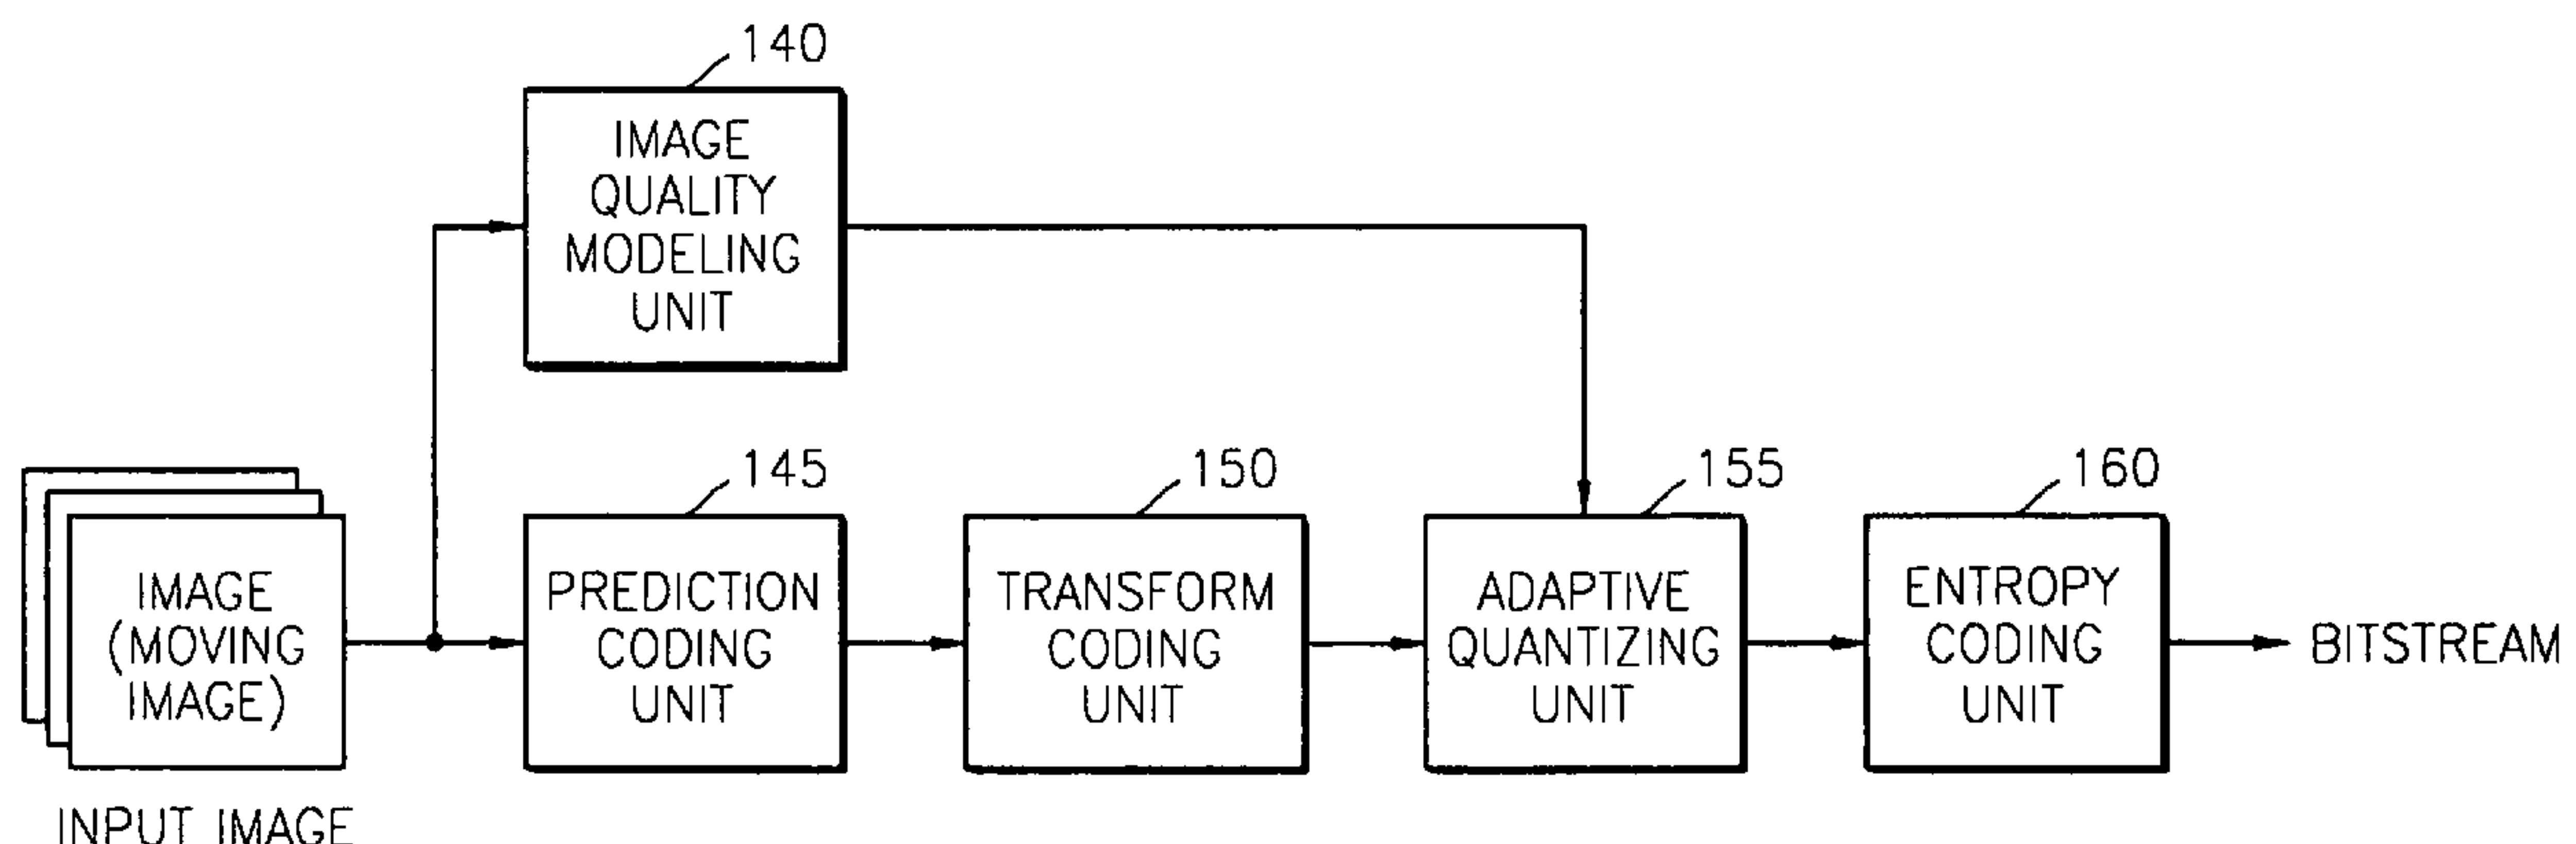 140
IMAGE
QUALITY
MODELING
UNIT
145
150
155
160
IMAGE
(MOVING
IMAGE)
PREDICTION
CODING
UNIT
TRANSFORM
CODING
UNIT
ADAPTIVE
QUANTIZING
UNIT
ENTROPY
CODING
UNIT
BITSTREAM
INPUT IMAGE